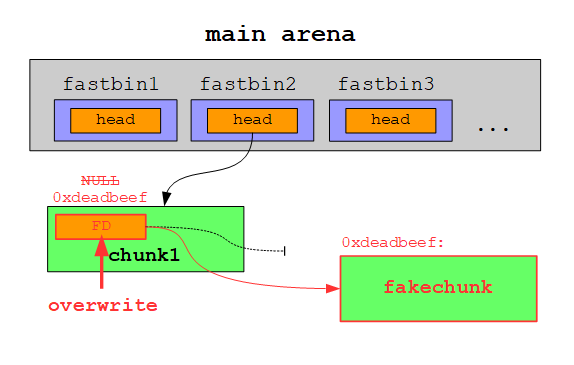 main arena
fastbin1 fastbin2 fastbin3
head head head ...
NULL
0xdeadbeef
FD
chunk1
0xdeadbeef:
fakechunk
overwrite